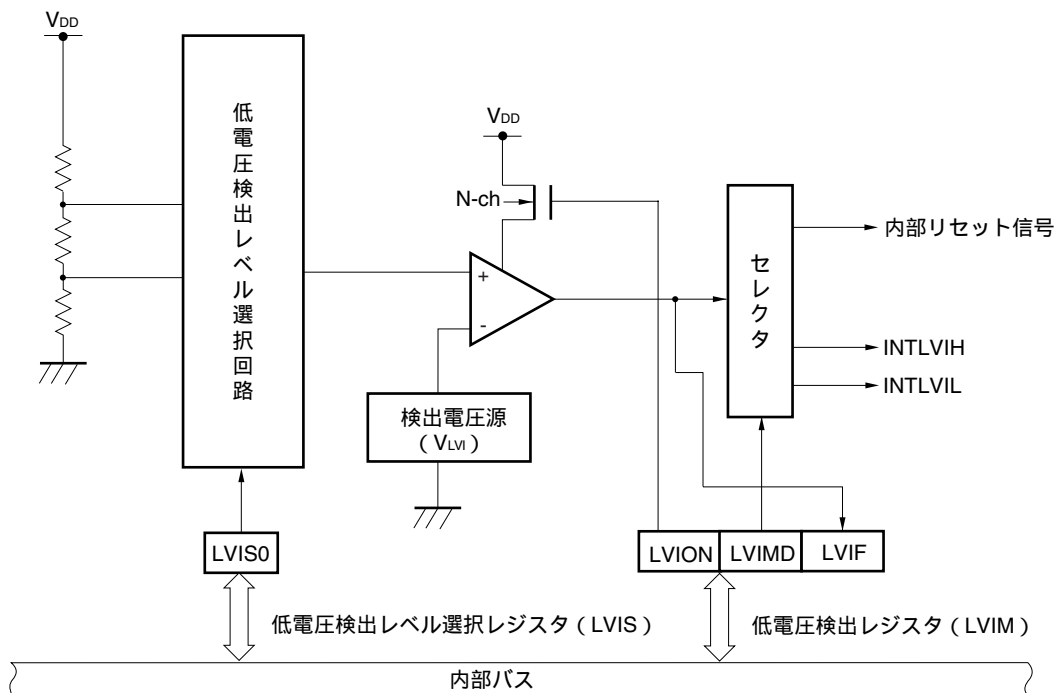 VDD
低電圧検出レベル選択回路
VDD
N-ch
+
-
検出電圧源
(VLVI)
セレクタ
内部リセット信号
INTLVIH
INTLVIL
LVIS0
LVION
LVIMD
LVIF
低電圧検出レベル選択レジスタ(LVIS)
低電圧検出レジスタ(LVIM)
内部バス